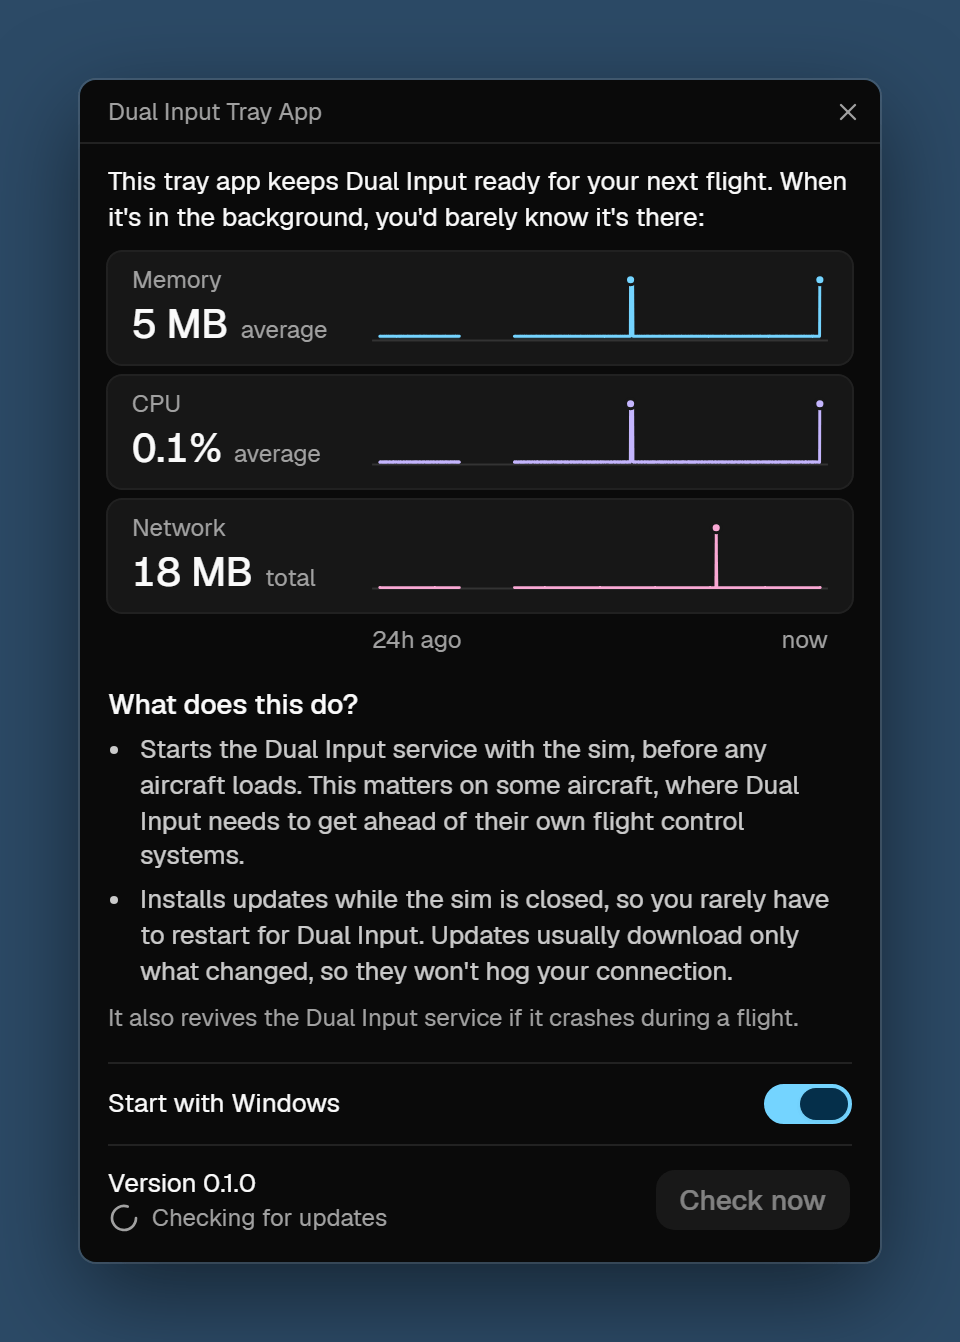 Dual Input Tray App
This tray app keeps Dual Input ready for your next flight. When
it's in the background, you'd barely know it's there:
Memory
5 MB average
CPU
0.1% average
Network
18 MB total
24h ago now
What does this do?
• Starts the Dual Input service with the sim, before any
aircraft loads. This matters on some aircraft, where Dual
Input needs to get ahead of their own flight control
systems.
• Installs updates while the sim is closed, so you rarely have
to restart for Dual Input. Updates usually download only
what changed, so they won't hog your connection.
It also revives the Dual Input service if it crashes during a flight.
Start with Windows
Version 0.1.0
Checking for updates
Check now